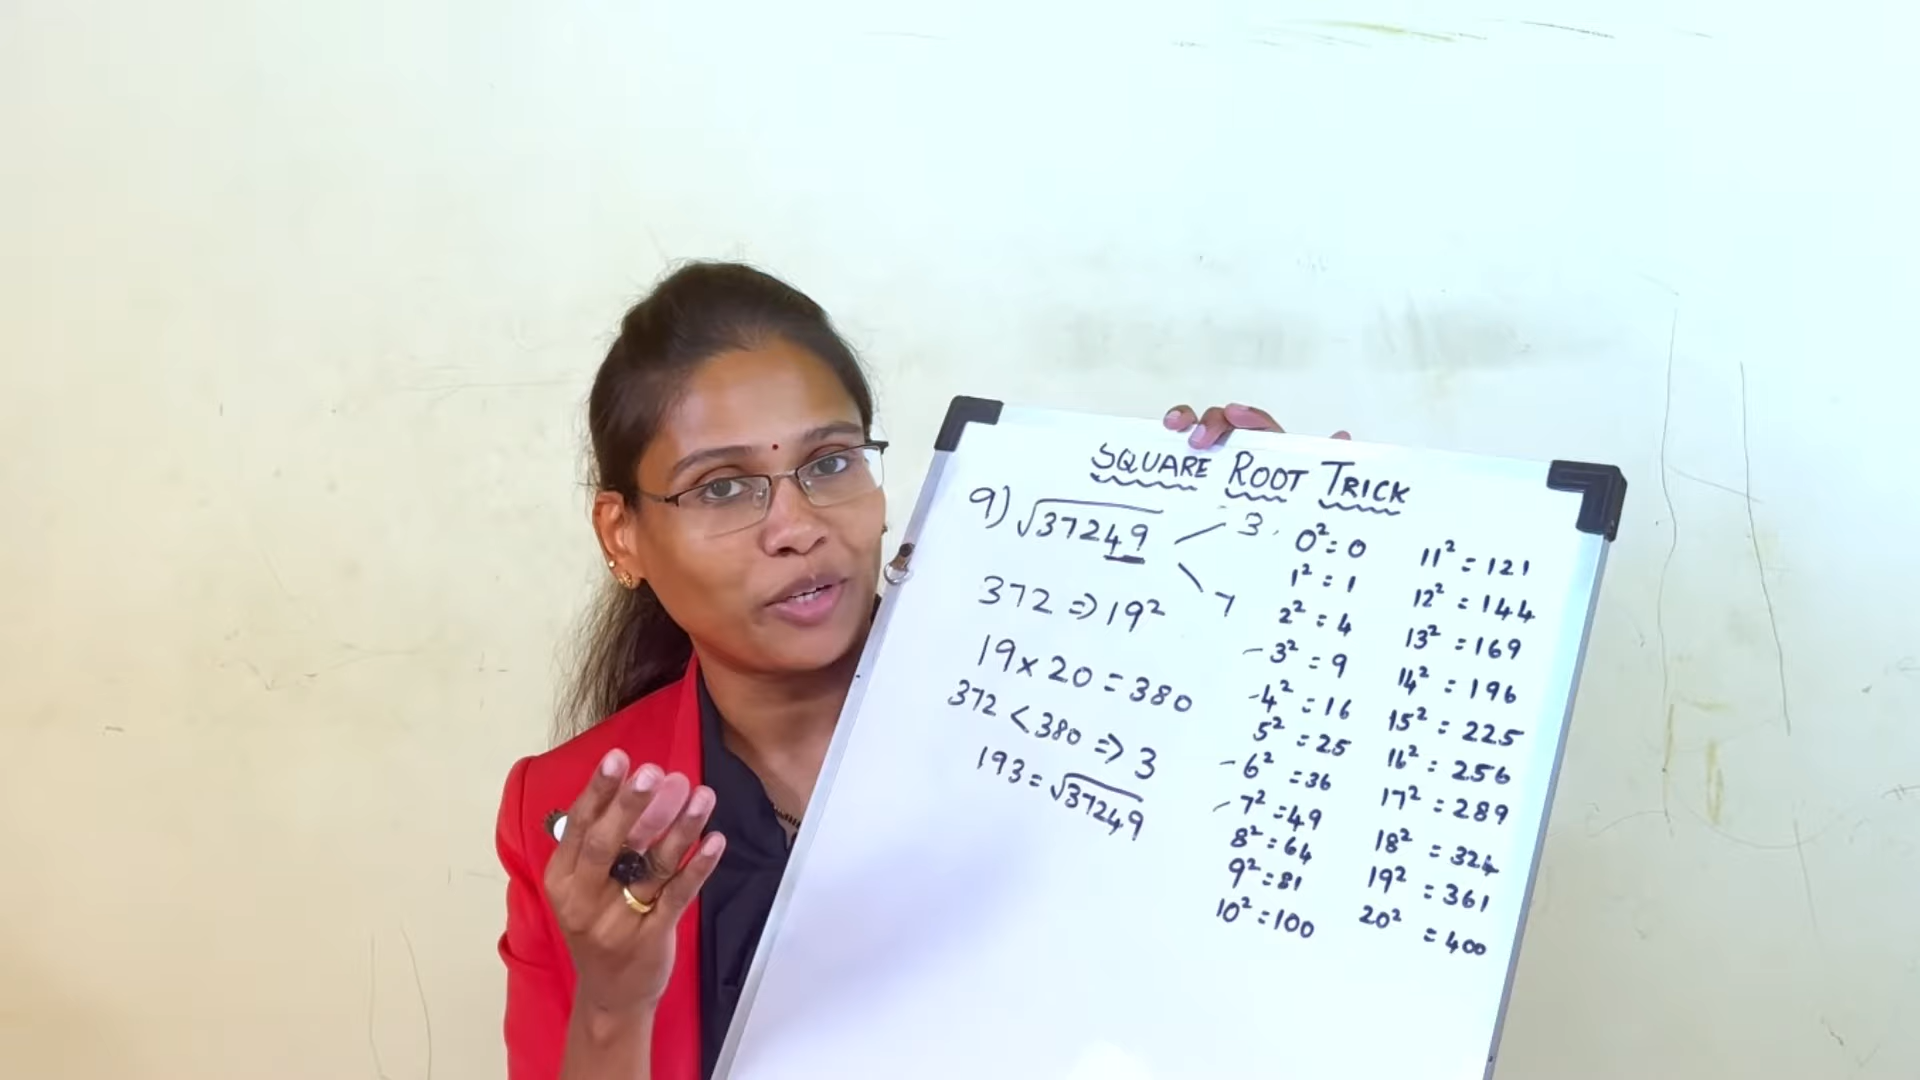 SQUARE ROOT TRICK
9) √37249
3
7
372 ⇒ 19²
19 × 20 = 380
372 < 380 ⇒ 3
193 = √37249
0² = 0
1² = 1
2² = 4
- 3² = 9
- 4² = 16
5² = 25
- 6² = 36
- 7² = 49
8² = 64
9² = 81
10² = 100
11² = 121
12² = 144
13² = 169
14² = 196
15² = 225
16² = 256
17² = 289
18² = 324
19² = 361
20² = 400